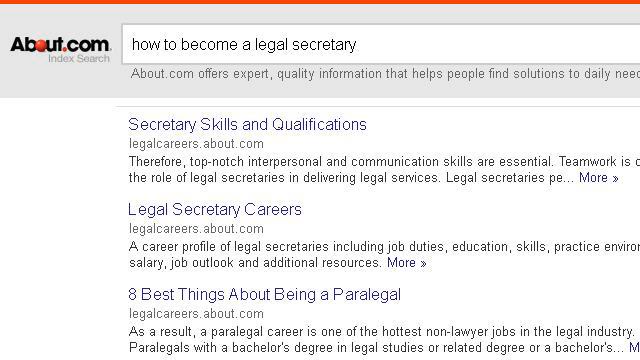 About.com
Index Search
how to become a legal secretary
About.com offers expert, quality information that helps people find solutions to daily
Secretary Skills and Qualifications
legalcareers.about.com
Therefore, top-notch interpersonal and communication skills are essential. Teamwork is
the role of legal secretaries in delivering legal services. Legal secretaries pe... More »
Legal Secretary Careers
legalcareers.about.com
A career profile of legal secretaries including job duties, education, skills, practice
salary, job outlook and additional resources. More »
8 Best Things About Being a Paralegal
legalcareers.about.com
As a result, a paralegal career is one of the hottest non-lawyer jobs in the legal industry.
Paralegals with a bachelor's degree in legal studies or related degree or a bachelor's...